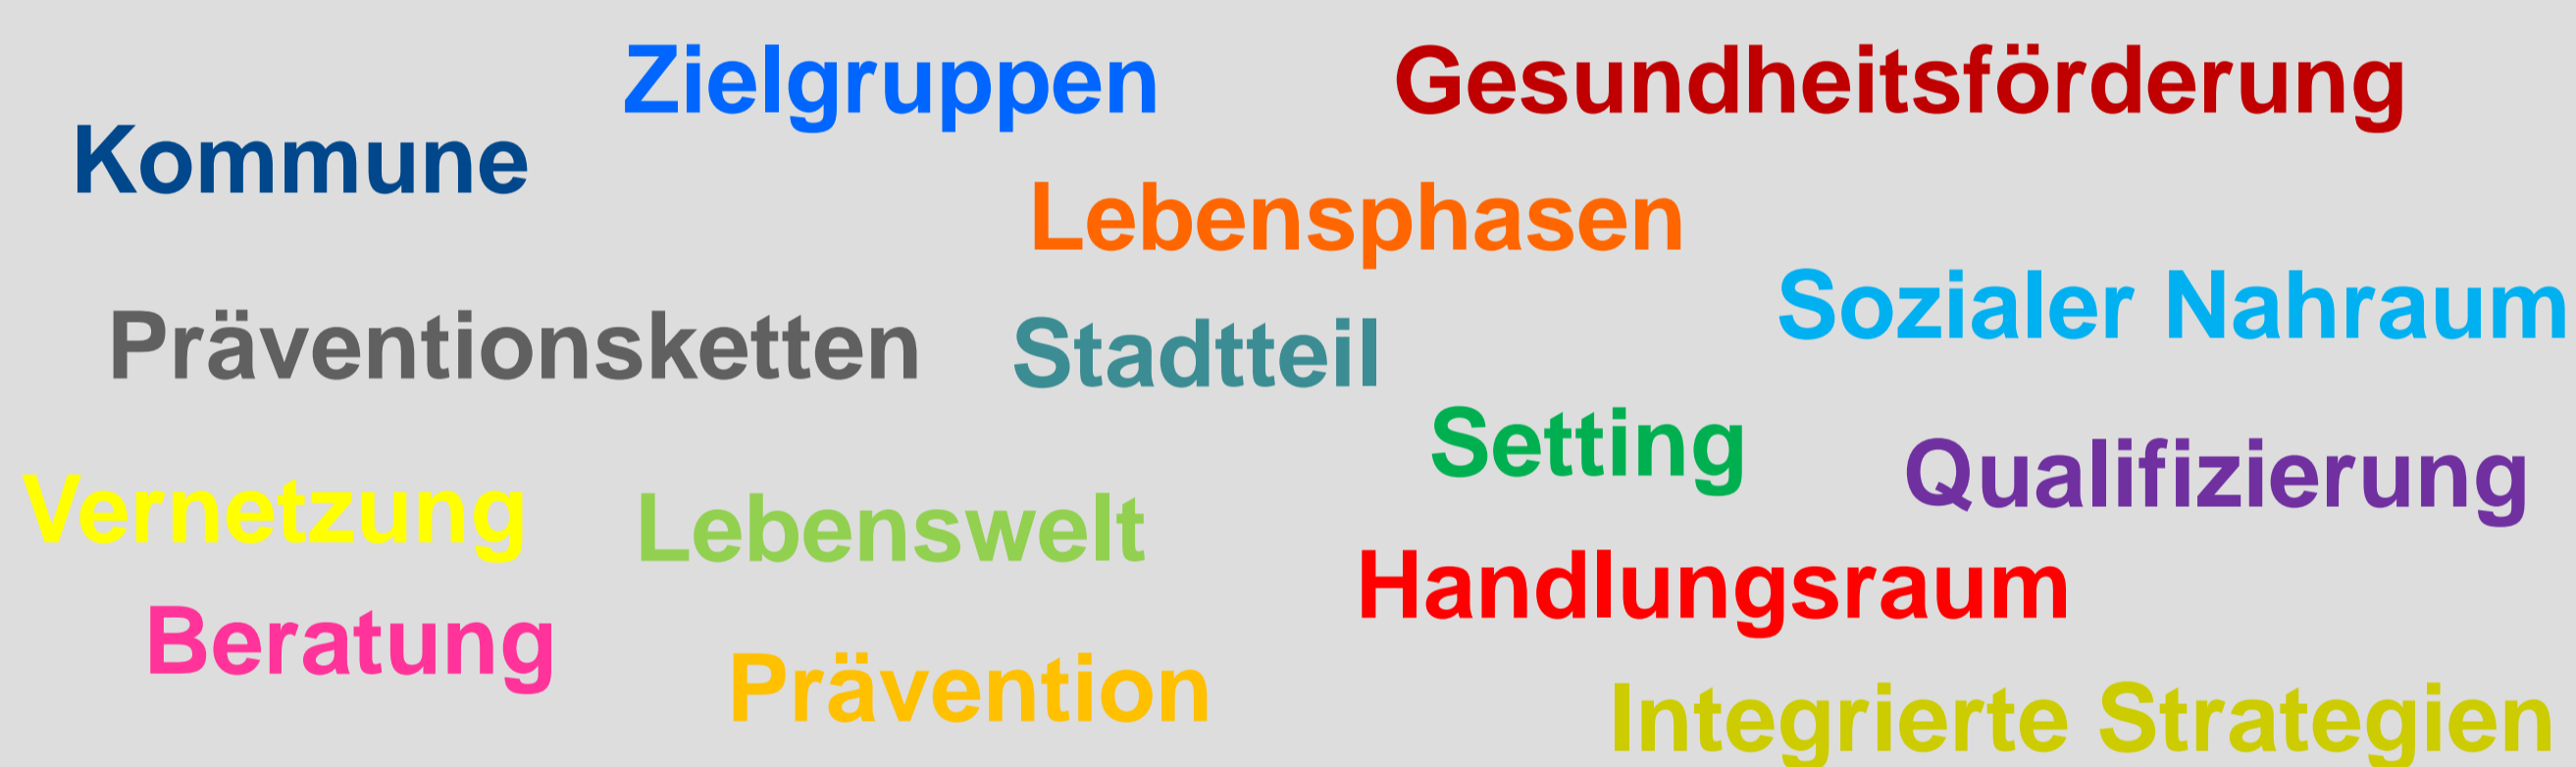 Zielgruppen
Gesundheitsförderung
Kommune
Lebensphasen
Sozialer Nahraum
Präventionsketten
Stadtteil
Setting
Qualifizierung
Vernetzung
Lebenswelt
Handlungsraum
Beratung
Prävention
Integrierte Strategien